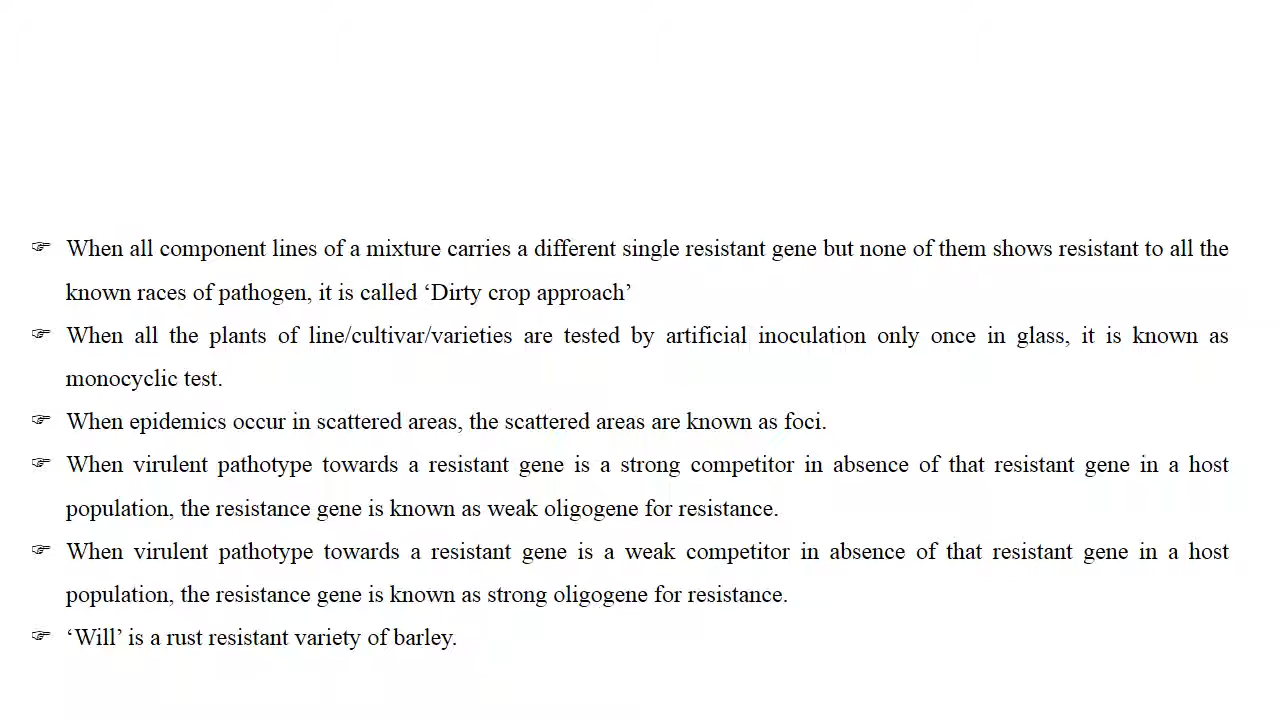 ☞ When all component lines of a mixture carries a different single resistant gene but none of them shows resistant to all the
known races of pathogen, it is called ‘Dirty crop approach’
☞ When all the plants of line/cultivar/varieties are tested by artificial inoculation only once in glass, it is known as
monocyclic test.
☞ When epidemics occur in scattered areas, the scattered areas are known as foci.
☞ When virulent pathotype towards a resistant gene is a strong competitor in absence of that resistant gene in a host
population, the resistance gene is known as weak oligogene for resistance.
☞ When virulent pathotype towards a resistant gene is a weak competitor in absence of that resistant gene in a host
population, the resistance gene is known as strong oligogene for resistance.
☞ ‘Will’ is a rust resistant variety of barley.